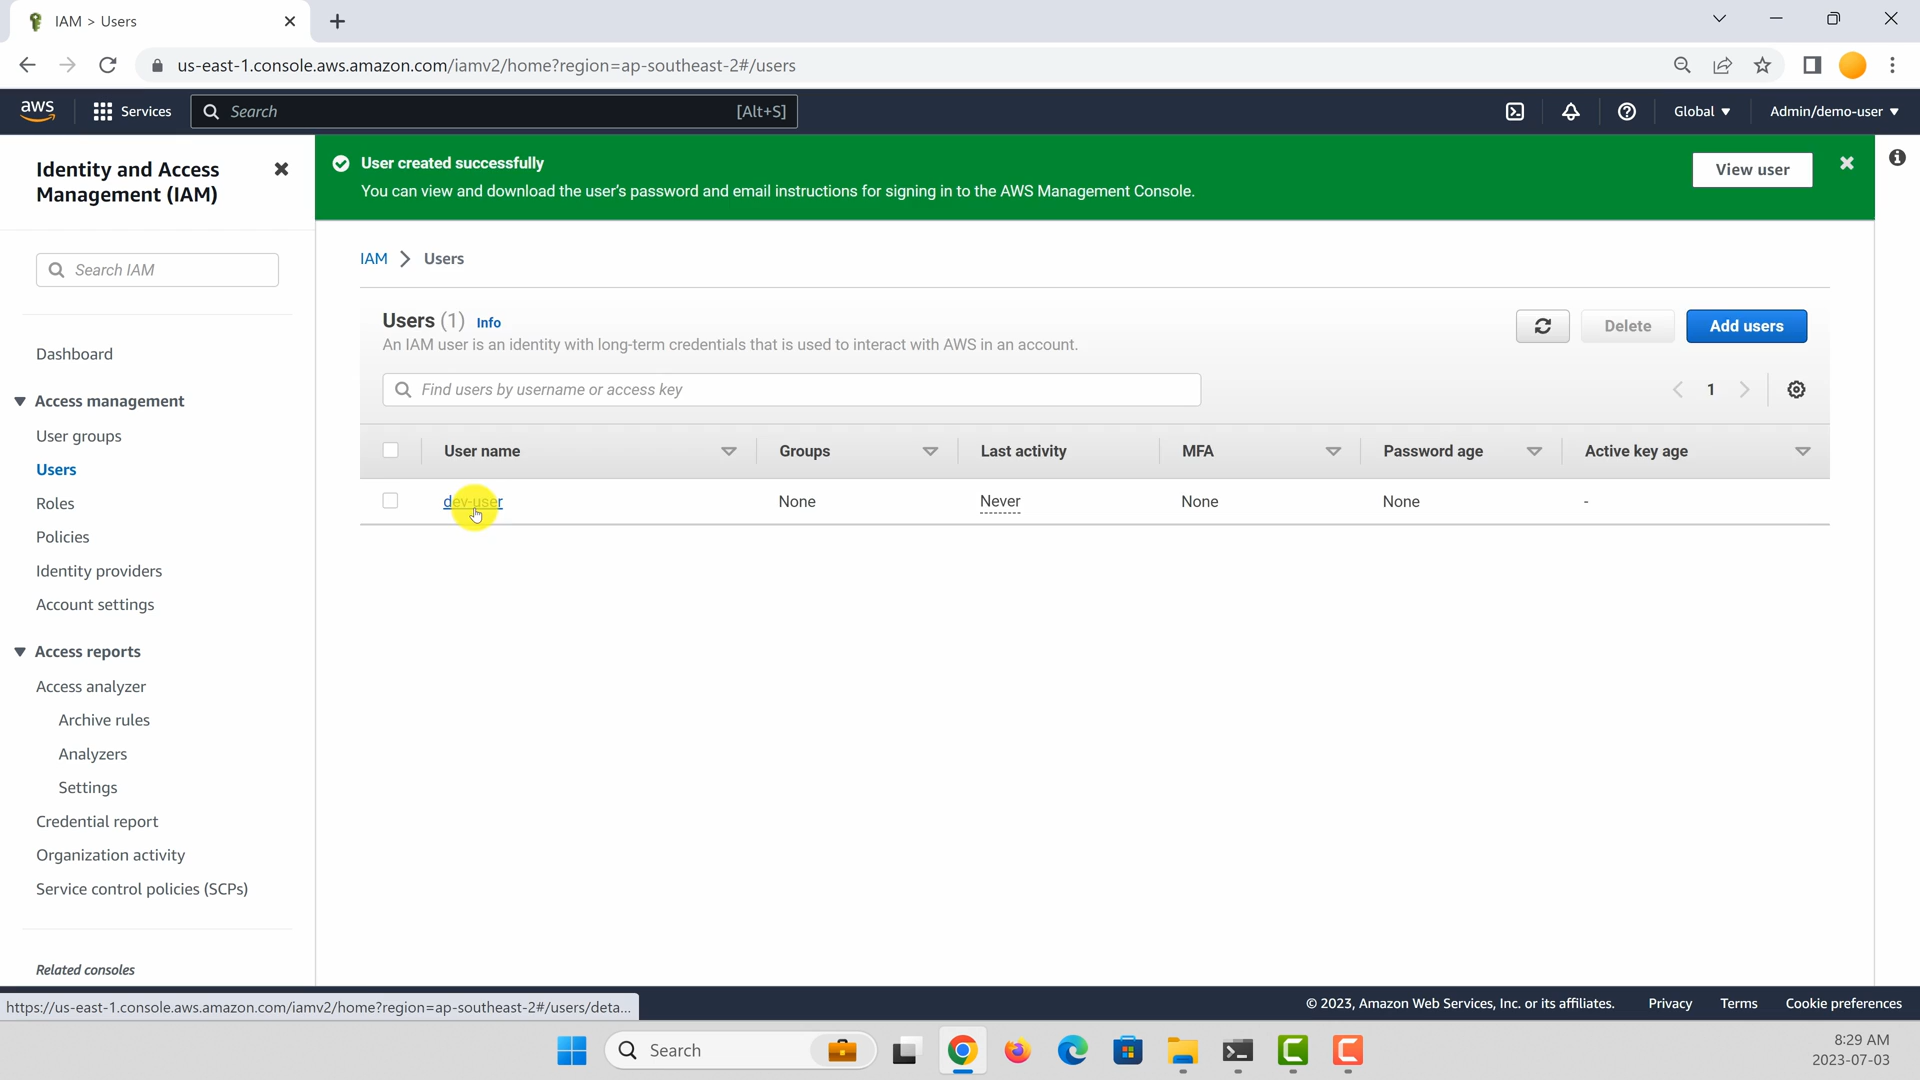 IAM > Users
us-east-1.console.aws.amazon.com/iamv2/home?region=ap-southeast-2#/users
aws
Services
Search
[Alt+S]
Global
Admin/demo-user
Identity and Access
Management (IAM)
User created successfully
You can view and download the user's password and email instructions for signing in to the AWS Management Console.
View user
Search IAM
Dashboard
Access management
User groups
Users
Roles
Policies
Identity providers
Account settings
Access reports
Access analyzer
Archive rules
Analyzers
Settings
Credential report
Organization activity
Service control policies (SCPs)
Related consoles
IAM > Users
Users (1) Info
An IAM user is an identity with long-term credentials that is used to interact with AWS in an account.
Delete
Add users
Find users by username or access key
1
User name Groups Last activity MFA Password age Active key age
dev-user None Never None None -
https://us-east-1.console.aws.amazon.com/iamv2/home?region=ap-southeast-2#/users/deta...
© 2023, Amazon Web Services, Inc. or its affiliates. Privacy Terms Cookie preferences
Search
8:29 AM
2023-07-03